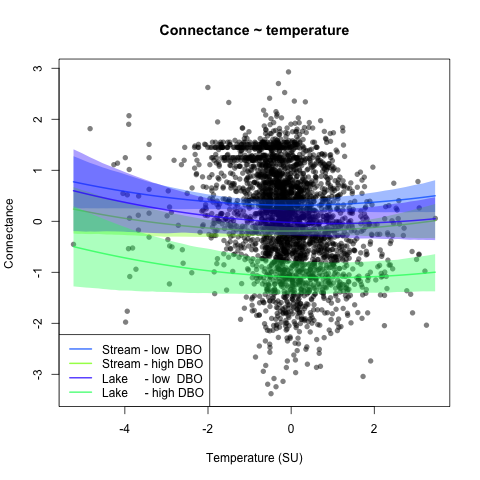 Connectance ~ temperature
Connectance
3
2
1
0
-1
-2
-3
Stream - low DBO
Stream - high DBO
Lake - low DBO
Lake - high DBO
-4
-2
0
2
Temperature (SU)